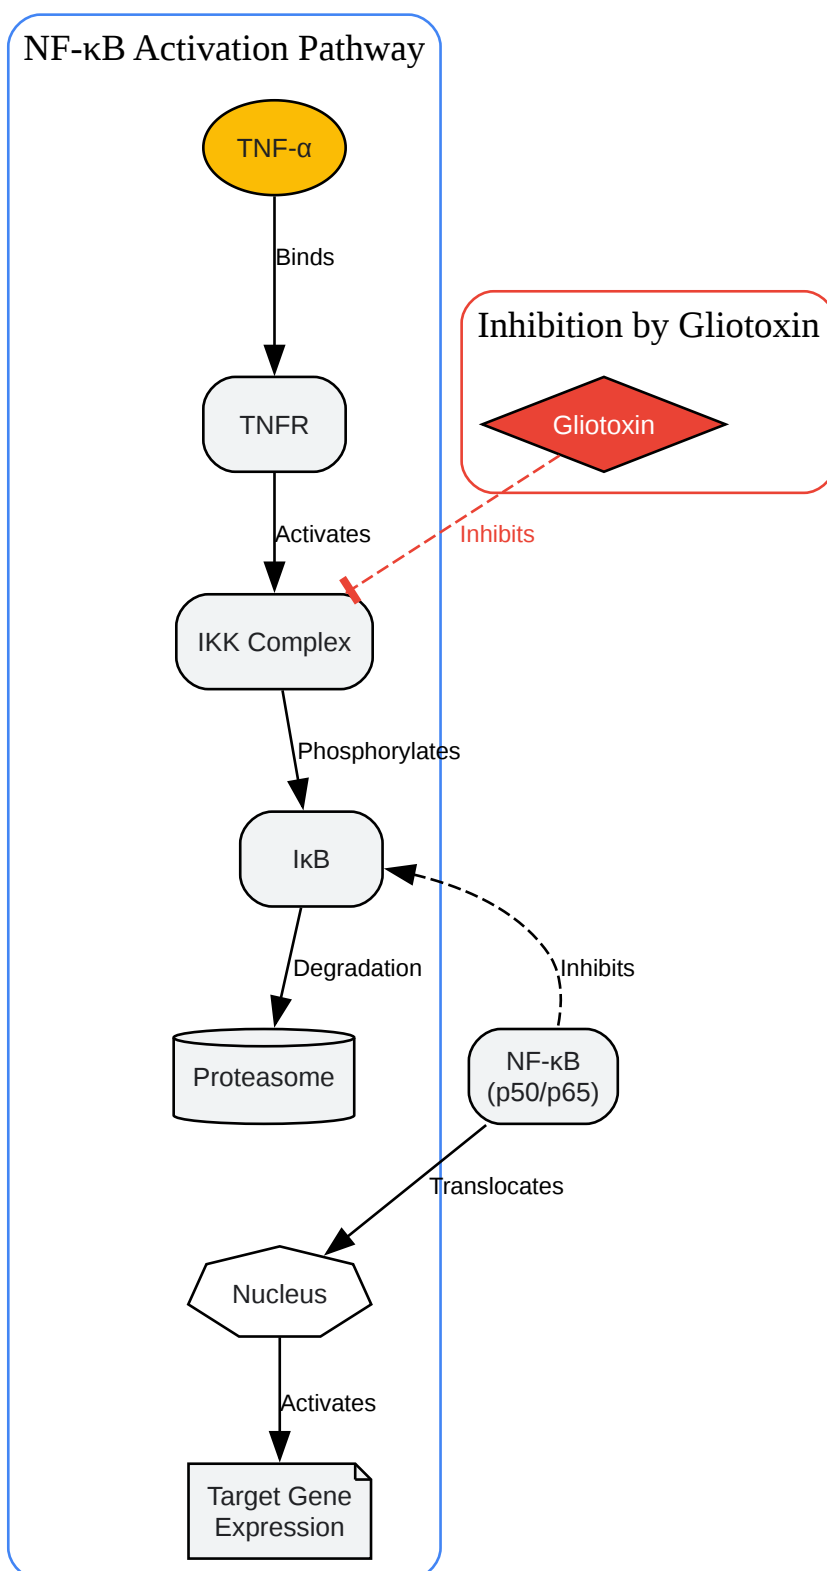 NF-κB Activation Pathway
TNF-α
Binds
Inhibition by Gliotoxin
TNFR
Gliotoxin
Activates
Inhibits
IKK Complex
Phosphorylates
IκB
Degradation
Inhibits
Proteasome
NF-κB
(p50/p65)
Translocates
Nucleus
Activates
Target Gene
Expression